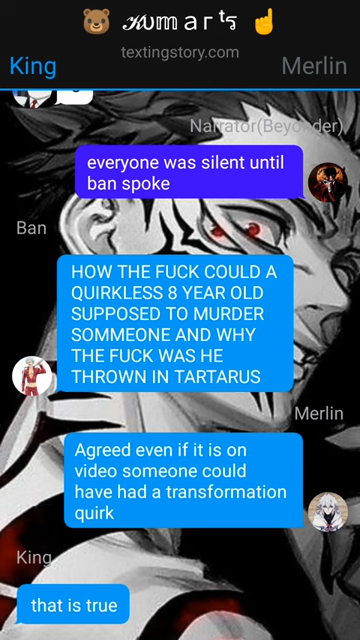 🐻 𝒦υｍａｒᵗꜱ ☝
textingstory.com
King
Merlin
Narrator(Beyonder)
everyone was silent until
ban spoke
Ban
HOW THE FUCK COULD A
QUIRKLESS 8 YEAR OLD
SUPPOSED TO MURDER
SOMMEONE AND WHY
THE FUCK WAS HE
THROWN IN TARTARUS
Merlin
Agreed even if it is on
video someone could
have had a transformation
quirk
King
that is true